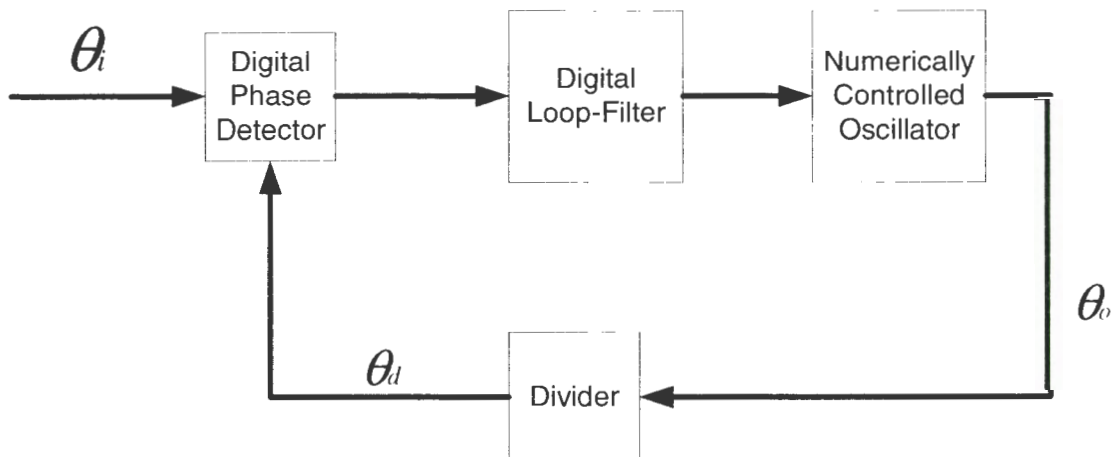 θi
Digital
Phase
Detector
Digital
Loop-Filter
Numerically
Controlled
Oscillator
θo
θd
Divider